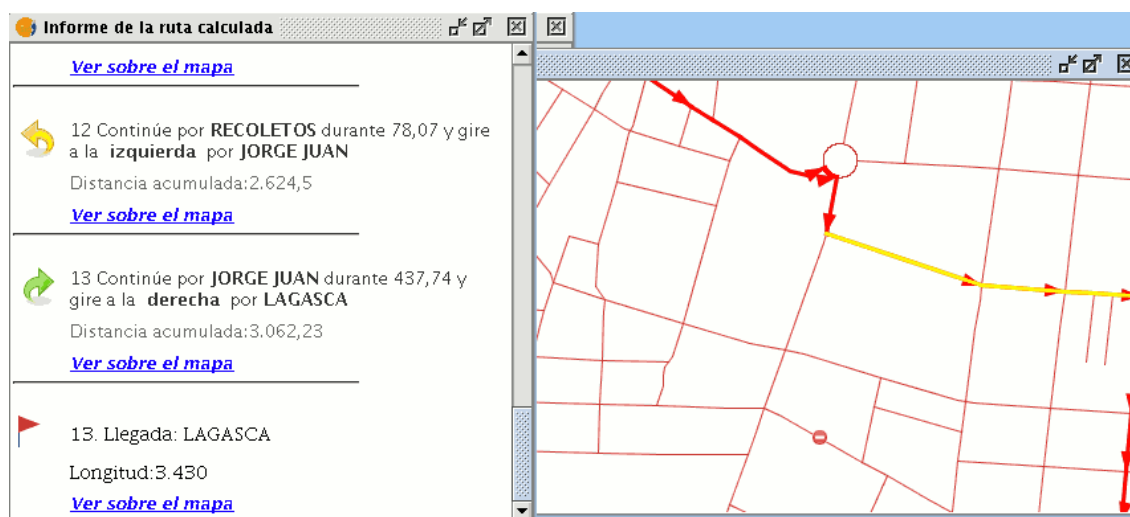 Informe de la ruta calculada
Ver sobre el mapa
12 Continúe por RECOLETOS durante 78,07 y gire
a la izquierda por JORGE JUAN
Distancia acumulada:2.624,5
Ver sobre el mapa
13 Continúe por JORGE JUAN durante 437,74 y
gire a la derecha por LAGASCA
Distancia acumulada:3.062,23
Ver sobre el mapa
13. Llegada: LAGASCA
Longitud:3.430
Ver sobre el mapa